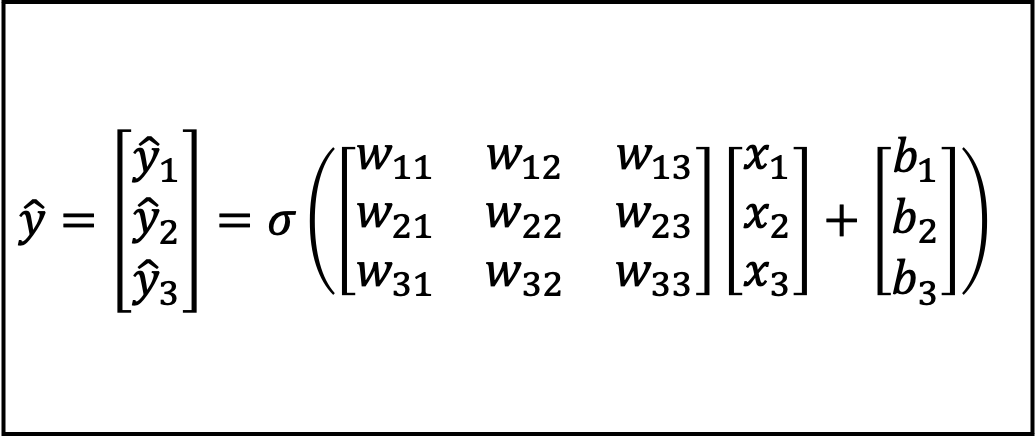 ŷ = [ŷ₁ ŷ₂ ŷ₃] = σ([w₁₁ w₁₂ w₁₃; w₂₁ w₂₂ w₂₃; w₃₁ w₃₂ w₃₃] [x₁ x₂ x₃] + [b₁ b₂ b₃])